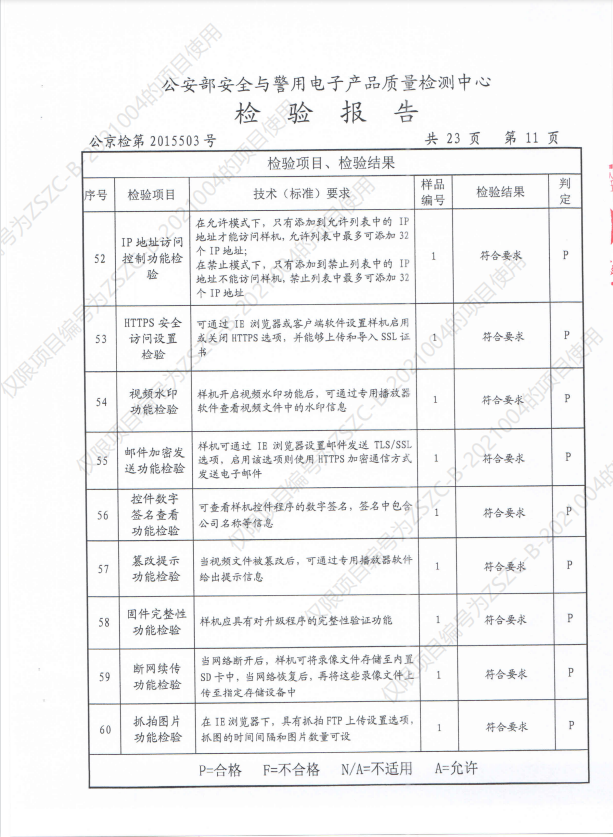 公安部安全与警用电子产品质量检测中心
检 验 报 告
公京检第 2015503 号
共 23 页 第 11 页
检验项目、检验结果
序号 检验项目 技术（标准）要求 样品编号 检验结果 判定
52 IP 地址访问控制功能检验
在允许模式下，只有添加到允许列表中的 IP
地址才能访问样机，允许列表中最多可添加 32
个 IP 地址；
在禁止模式下，只有添加到禁止列表中的 IP
地址不能访问样机，禁止列表中最多可添加 32
个 IP 地址
1 符合要求 P
53 HTTPS 安全访问设置检验
可通过 IE 浏览器或客户端软件设置样机启用
或关闭 HTTPS 选项，并能够上传和导入 SSL 证
书
1 符合要求 P
54 视频水印功能检验
样机开启视频水印功能后，可通过专用播放器
软件查看视频文件中的水印信息
1 符合要求 P
55 邮件加密发送功能检验
样机可通过 IE 浏览器设置邮件发送 TLS/SSL
选项，启用该选项则使用 HTTPS 加密通信方式
发送电子邮件
1 符合要求 P
56 控件数字签名查看功能检验
可查看样机控件程序的数字签名，签名中包含
公司名称等信息
1 符合要求 P
57 篡改提示功能检验
当视频文件被篡改后，可通过专用播放器软件
给出提示信息
1 符合要求 P
58 固件完整性功能检验
样机应具有对升级程序的完整性验证功能
1 符合要求 P
59 断网续传功能检验
当网络断开后，样机可将录像文件存储至内置
SD 卡中，当网络恢复后，再将这些录像文件上
传至指定存储设备中
1 符合要求 P
60 抓拍图片功能检验
在 IE 浏览器下，具有抓拍 FTP 上传设置选项，
抓图的时间间隔和图片数量可设
1 符合要求 P
P=合格 F=不合格 N/A=不适用 A=允许
仅限项目编号为ZSZC-B-2021004的项目使用